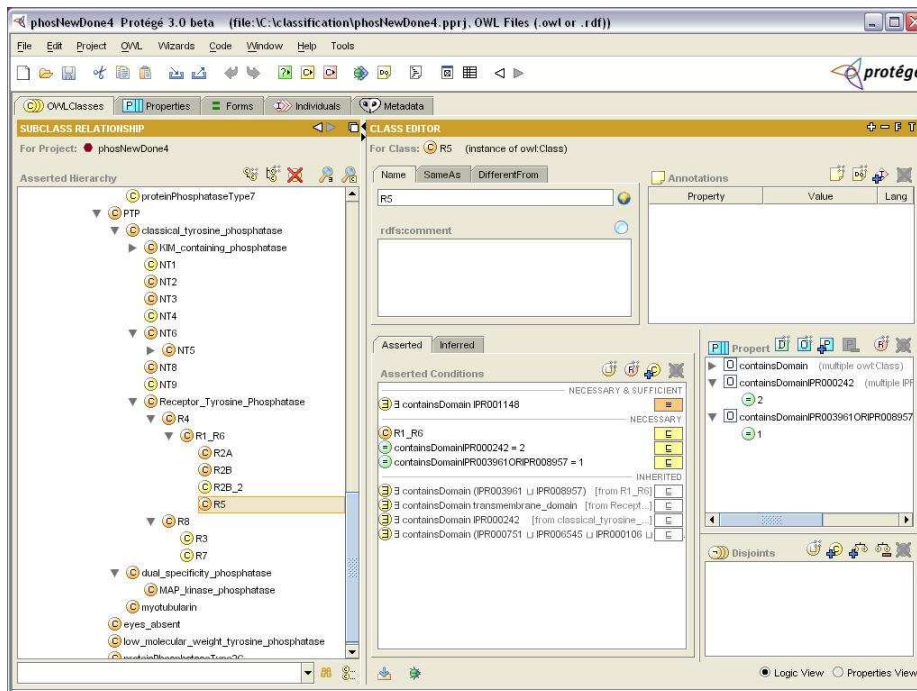 phosNewDone4 Protégé 3.0 beta (file:\C:\classification\phosNewDone4.pprj, OWL Files (.owl or .rdf))
File Edit Project OWL Wizards Code Window Help Tools
protégé
OWLClasses Properties Forms Individuals Metadata
SUBCLASS RELATIONSHIP
For Project: phosNewDone4
Asserted Hierarchy
proteinPhosphataseType7
PTP
classical_tyrosine_phosphatase
KIM_containing_phosphatase
NT1
NT2
NT3
NT4
NT6
NT5
NT8
NT9
Receptor_Tyrosine_Phosphatase
R4
R1_R6
R2A
R2B
R2B_2
R5
R8
R3
R7
dual_specificity_phosphatase
MAP_kinase_phosphatase
myotubularin
eyes_absent
low_molecular_weight_tyrosine_phosphatase
CLASS EDITOR
For Class: R5 (instance of owl:Class)
Name SameAs DifferentFrom
R5
rdfs:comment
Annotations
Property Value Lang
Asserted Inferred
Asserted Conditions
NECESSARY & SUFFICIENT
∃ containsDomain IPR001148
NECESSARY
R1_R6
containsDomainIPR000242 = 2
containsDomainIPR003961ORIPR008957 = 1
INHERITED
∃ containsDomain (IPR003961 ⊔ IPR008957) [from R1_R6]
∃ containsDomain transmembrane_domain [from Recept...]
∃ containsDomain IPR000242 [from classical_tyrosine_...]
∃ containsDomain (IPR000751 ⊔ IPR006545 ⊔ IPR000106 ⊔
Propert
containsDomain (multiple owl:Class)
containsDomainIPR000242 (multiple IPF
2
containsDomainIPR003961ORIPR008957
1
Disjoints
Logic View Properties View